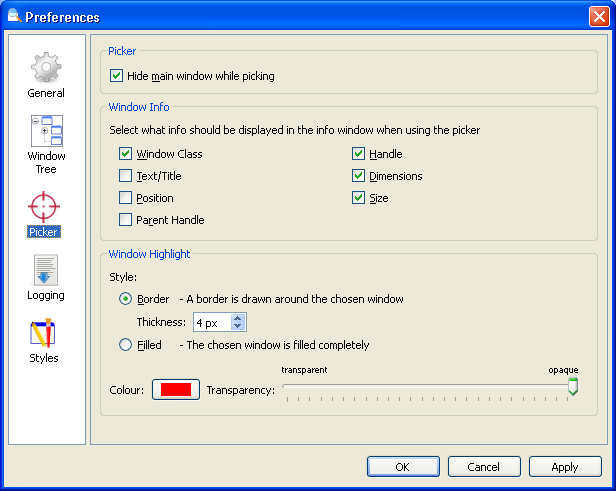 Preferences
General
Window
Tree
Picker
Logging
Styles
Picker
Hide main window while picking
Window Info
Select what info should be displayed in the info window when using the picker
Window Class
Handle
Text/Title
Dimensions
Position
Size
Parent Handle
Window Highlight
Style:
Border - A border is drawn around the chosen window
Thickness: 4 px
Filled - The chosen window is filled completely
transparent opaque
Colour: Transparency:
OK Cancel Apply